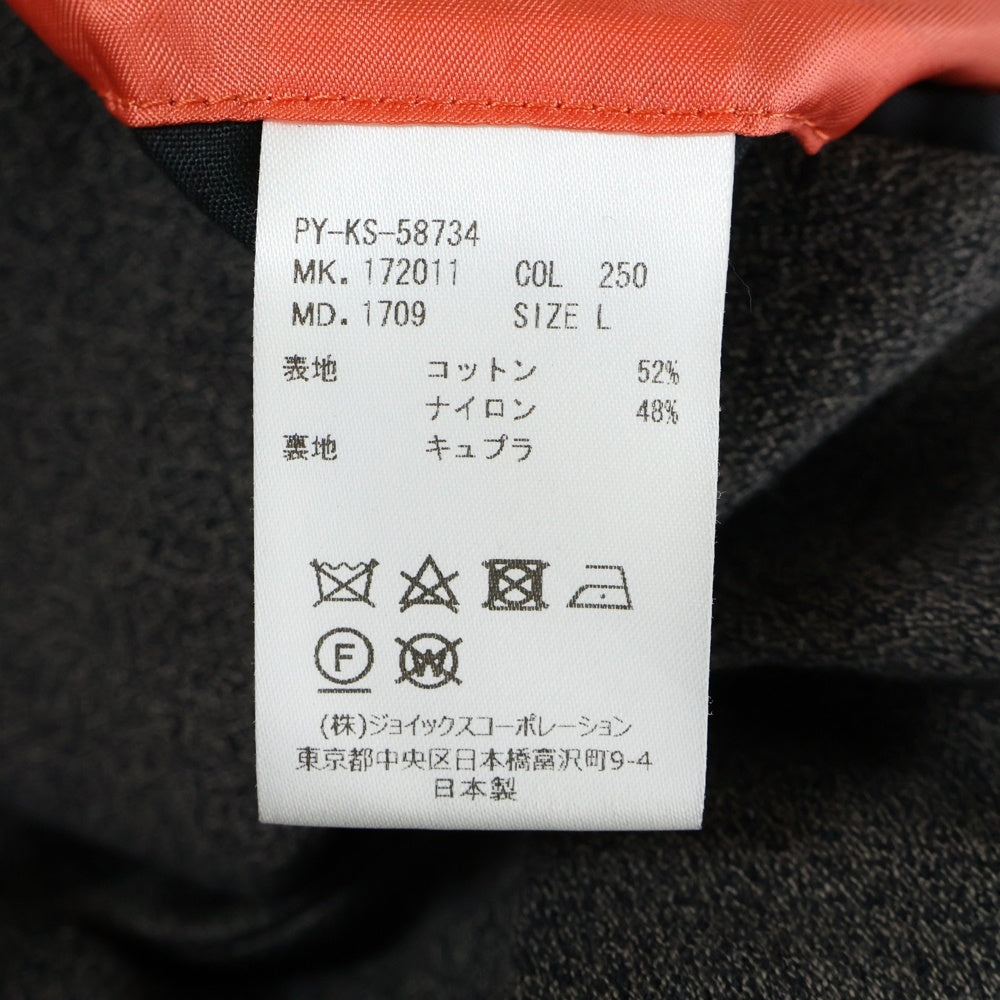 PY-KS-58734
MK. 172011 COL 250
MD. 1709 SIZE L
表地 コットン 52%
ナイロン 48%
裏地 キュプラ
F W
(株)ジョイックスコーポレーション
東京都中央区日本橋富沢町9-4
日本製